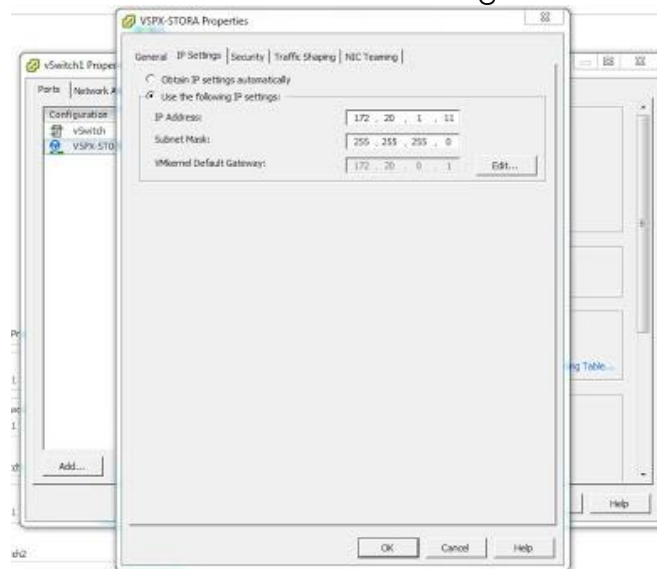 VSPX-STORA Properties
General IP Settings Security Traffic Shaping NIC Teaming
Obtain IP settings automatically
Use the following IP settings:
IP Address: 172 . 20 . 1 . 11
Subnet Mask: 255 . 255 . 255 . 0
VMkernel Default Gateway: 172 . 20 . 0 . 1 Edit...
vSwitch1 Proper
Ports Network A
Configuration
vSwitch
VSPX-STO
ng Table...
Add...
Help
OK Cancel Help